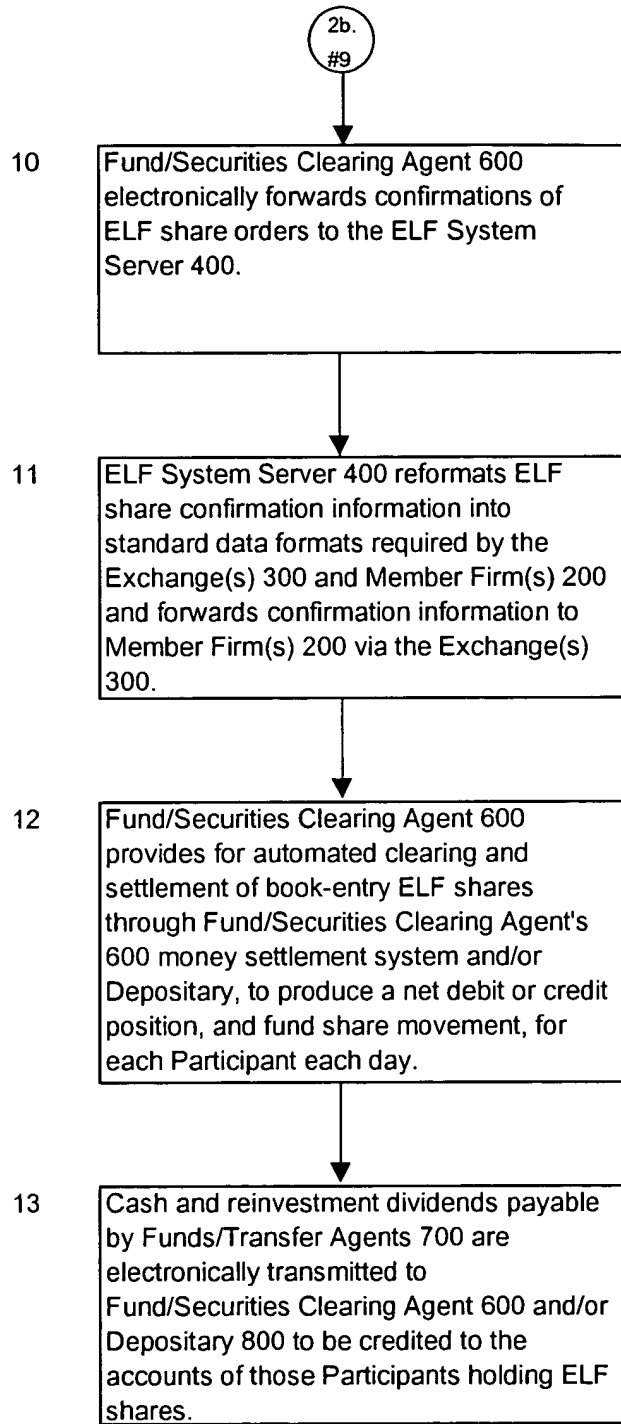 2b.
#9
10
Fund/Securities Clearing Agent 600
electronically forwards confirmations of
ELF share orders to the ELF System
Server 400.
11
ELF System Server 400 reformats ELF
share confirmation information into
standard data formats required by the
Exchange(s) 300 and Member Firm(s) 200
and forwards confirmation information to
Member Firm(s) 200 via the Exchange(s)
300.
12
Fund/Securities Clearing Agent 600
provides for automated clearing and
settlement of book-entry ELF shares
through Fund/Securities Clearing Agent's
600 money settlement system and/or
Depositary, to produce a net debit or credit
position, and fund share movement, for
each Participant each day.
13
Cash and reinvestment dividends payable
by Funds/Transfer Agents 700 are
electronically transmitted to
Fund/Securities Clearing Agent 600 and/or
Depositary 800 to be credited to the
accounts of those Participants holding ELF
shares.